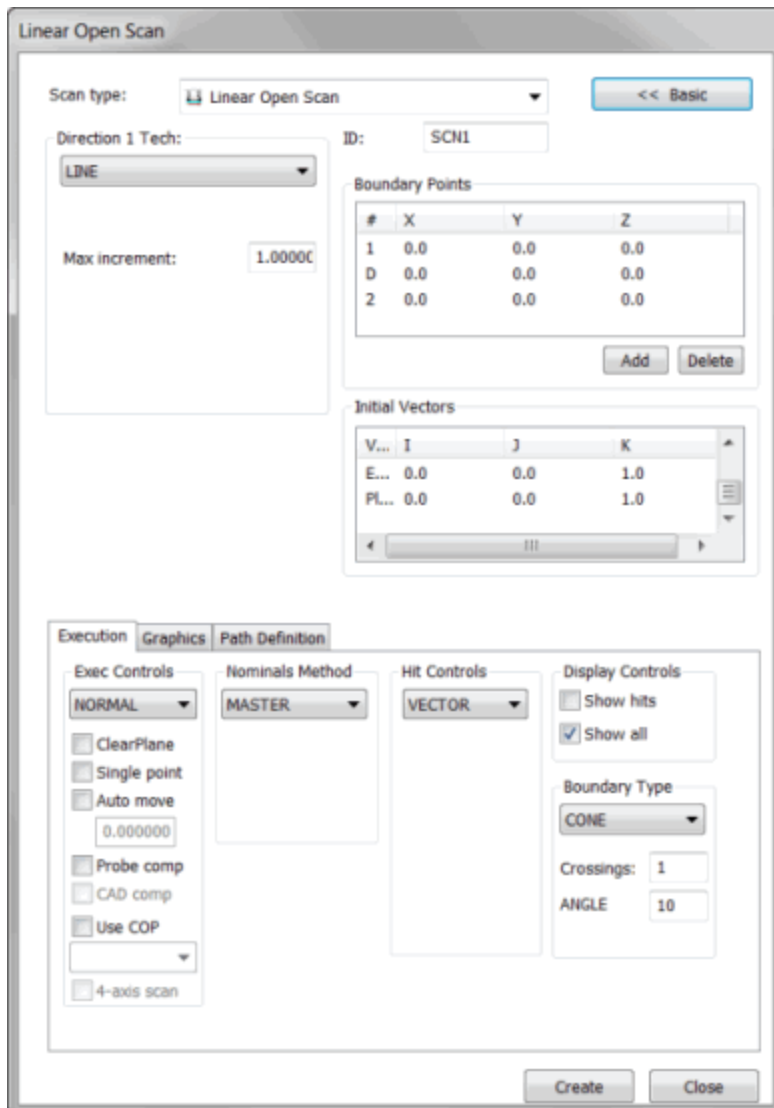 Linear Open Scan
Scan type: Linear Open Scan << Basic
Direction 1 Tech:
LINE
Max increment: 1.0000
ID: SCN1
Boundary Points
# X Y Z
1 0.0 0.0 0.0
D 0.0 0.0 0.0
2 0.0 0.0 0.0
Add Delete
Initial Vectors
V... I J K
E... 0.0 0.0 1.0
Pl... 0.0 0.0 1.0
Execution Graphics Path Definition
Exec Controls
NORMAL
ClearPlane
Single point
Auto move
0.000000
Probe comp
CAD comp
Use COP
4-axis scan
Nominals Method
MASTER
Hit Controls
VECTOR
Display Controls
Show hits
Show all
Boundary Type
CONE
Crossings: 1
ANGLE 10
Create Close